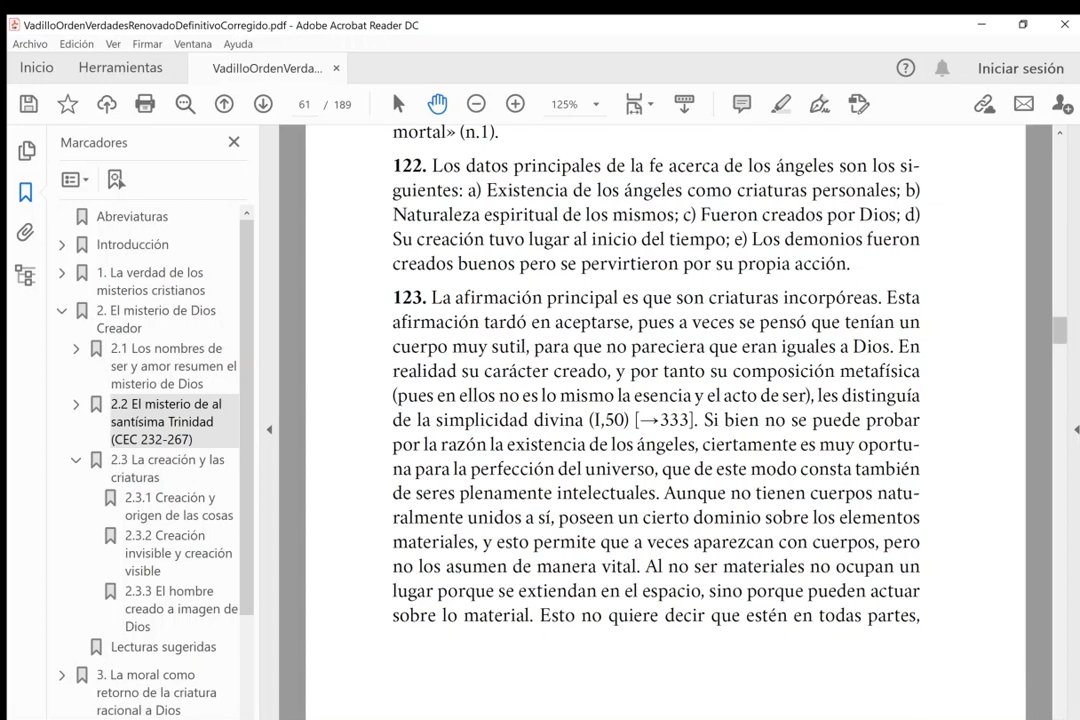 VadilloOrdenVerdadesRenovadoDefinitivoCorregido.pdf - Adobe Acrobat Reader DC
Archivo Edición Ver Firmar Ventana Ayuda
Inicio Herramientas VadilloOrdenVerda... × Iniciar sesión
61 / 189 125%
Marcadores
Abreviaturas
Introducción
1. La verdad de los
misterios cristianos
2. El misterio de Dios
Creador
2.1 Los nombres de
ser y amor resumen el
misterio de Dios
2.2 El misterio de al
santísima Trinidad
(CEC 232-267)
2.3 La creación y las
criaturas
2.3.1 Creación y
origen de las cosas
2.3.2 Creación
invisible y creación
visible
2.3.3 El hombre
creado a imagen de
Dios
Lecturas sugeridas
3. La moral como
retorno de la criatura
racional a Dios
mortal» (n.1).
122. Los datos principales de la fe acerca de los ángeles son los si-
guientes: a) Existencia de los ángeles como criaturas personales; b)
Naturaleza espiritual de los mismos; c) Fueron creados por Dios; d)
Su creación tuvo lugar al inicio del tiempo; e) Los demonios fueron
creados buenos pero se pervirtieron por su propia acción.
123. La afirmación principal es que son criaturas incorpóreas. Esta
afirmación tardó en aceptarse, pues a veces se pensó que tenían un
cuerpo muy sutil, para que no pareciera que eran iguales a Dios. En
realidad su carácter creado, y por tanto su composición metafísica
(pues en ellos no es lo mismo la esencia y el acto de ser), les distinguía
de la simplicidad divina (I,50) [→333]. Si bien no se puede probar
por la razón la existencia de los ángeles, ciertamente es muy oportu-
na para la perfección del universo, que de este modo consta también
de seres plenamente intelectuales. Aunque no tienen cuerpos natu-
ralmente unidos a sí, poseen un cierto dominio sobre los elementos
materiales, y esto permite que a veces aparezcan con cuerpos, pero
no los asumen de manera vital. Al no ser materiales no ocupan un
lugar porque se extiendan en el espacio, sino porque pueden actuar
sobre lo material. Esto no quiere decir que estén en todas partes,